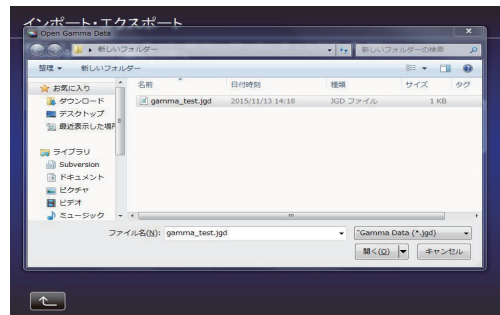 インポート・エクスポート
Open Gamma Data
新しいフォルダー
新しいフォルダーの検索
整理
新しいフォルダー
名前
日付時刻
種類
サイズ
タグ
お気に入り
ダウンロード
デスクトップ
最近表示した場所
gamma_test.jgd
2015/11/13 14:18
JGD ファイル
1 KB
ライブラリ
Subversion
ドキュメント
ピクチャ
ビデオ
ミュージック
ファイル名(N): gamma_test.jgd
"Gamma Data (*.jgd)
開く(O)
キャンセル